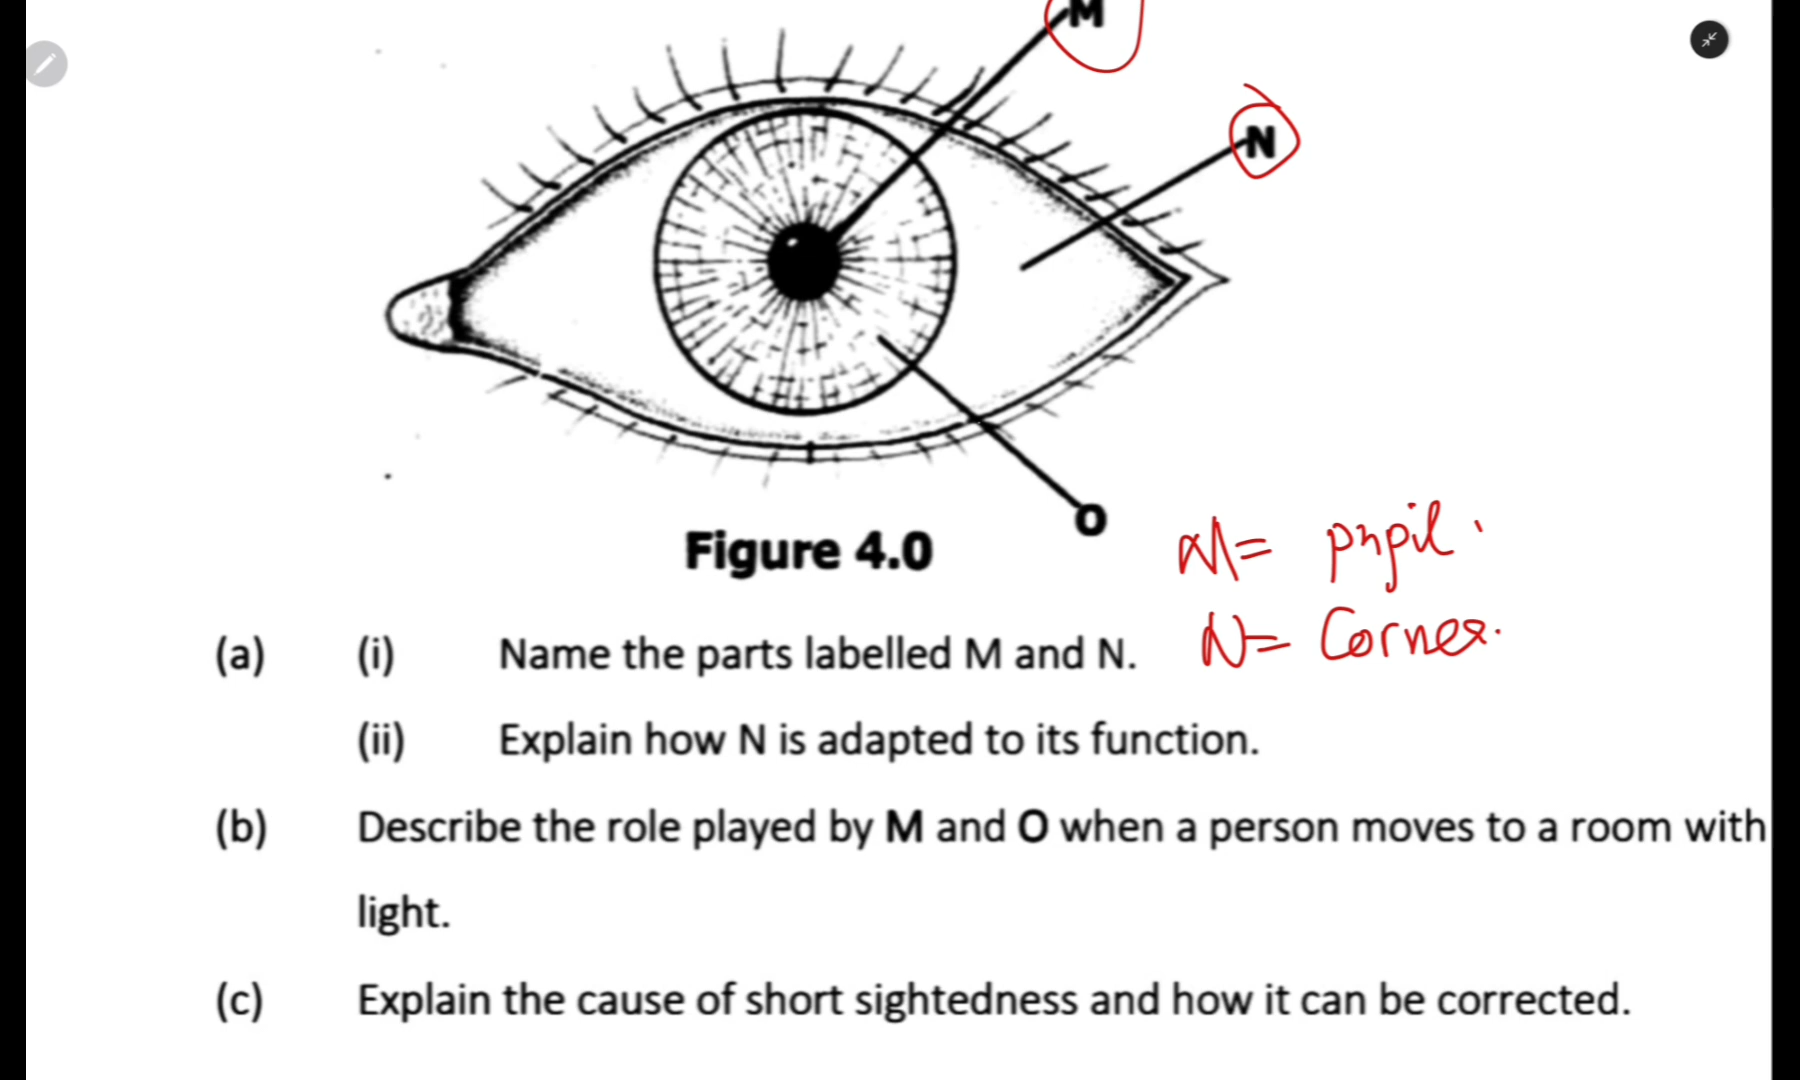 M
N
O
Figure 4.0
M= pupil.
N= Cornea.
(a) (i) Name the parts labelled M and N.
(ii) Explain how N is adapted to its function.
(b) Describe the role played by M and O when a person moves to a room with
light.
(c) Explain the cause of short sightedness and how it can be corrected.